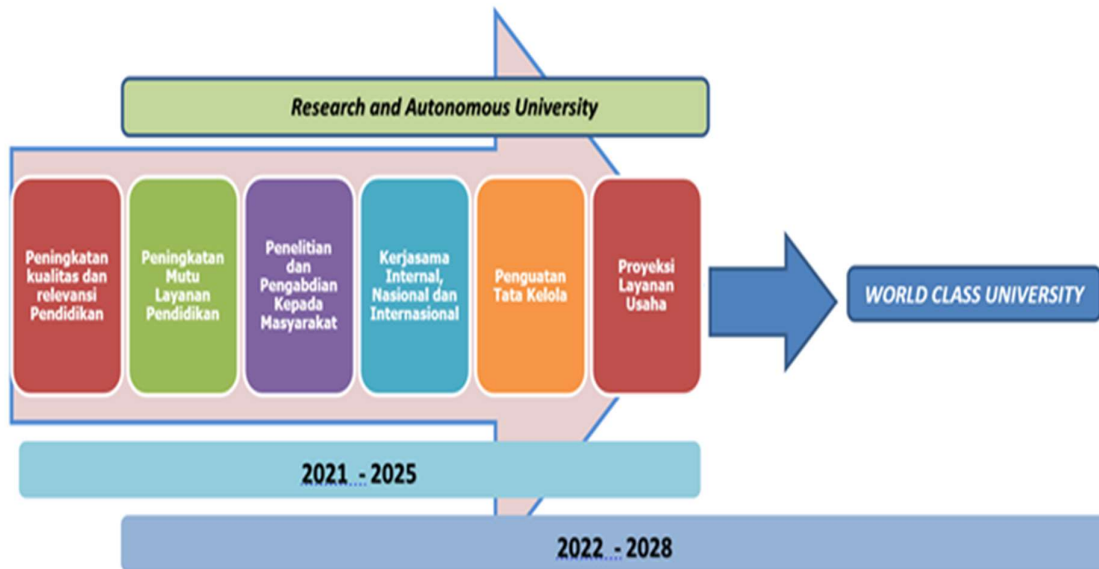 Research and Autonomous University
Peningkatan
kualitas dan
relevansi
Pendidikan
Peningkatan
Mutu
Layanan
Pendidikan
Penelitian
dan
Pengabdian
Kepada
Masyarakat
Kerjasama
Internal,
Nasional dan
Internasional
Penguatan
Tata Kelola
Proyeksi
Layanan
Usaha
WORLD CLASS UNIVERSITY
2021 - 2025
2022 - 2028